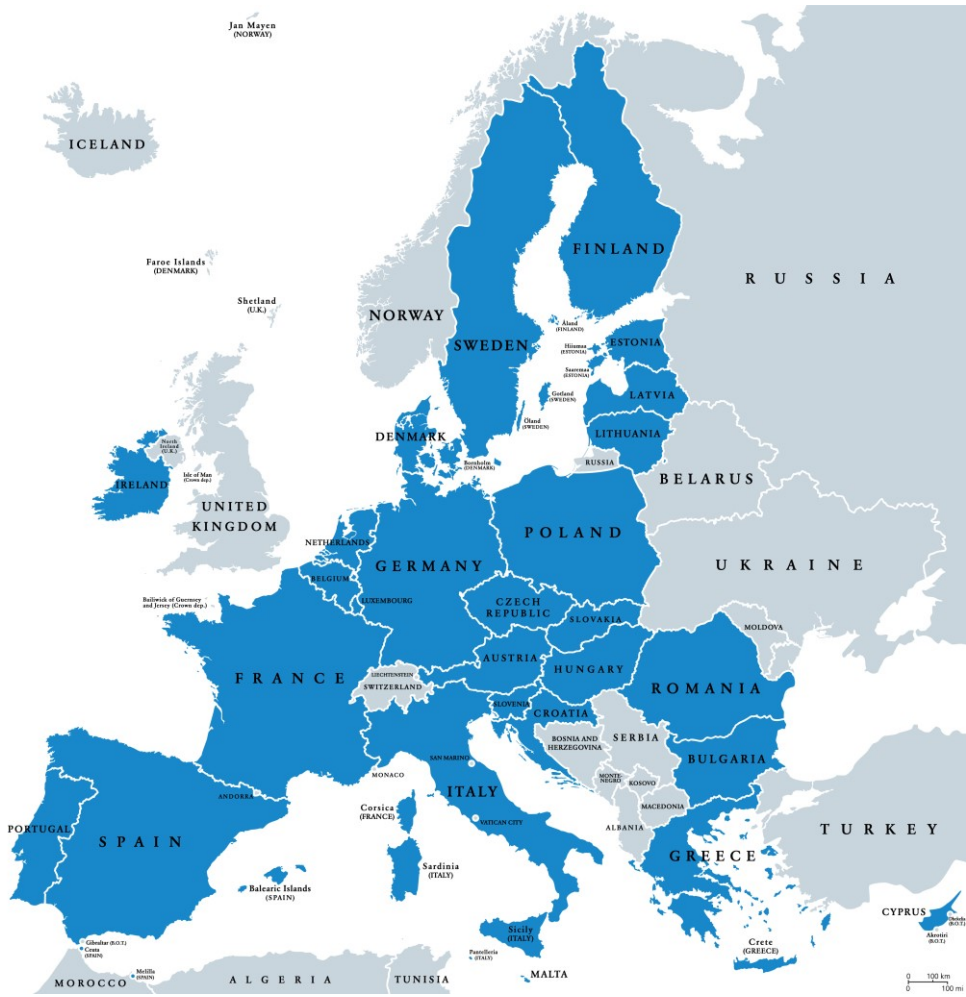 Jan Mayen
(NORWAY)
ICELAND
FINLAND
RUSSIA
Faroe Islands
(DENMARK)
Shetland
(U.K.)
NORWAY
SWEDEN
Åland
(FINLAND)
Hiiumaa
(ESTONIA)
ESTONIA
Saaremaa
(ESTONIA)
Gotland
(SWEDEN)
LATVIA
Öland
(SWEDEN)
LITHUANIA
DENMARK
Bornholm
(DENMARK)
RUSSIA
North
Ireland
(U.K.)
Isle of Man
(Crown dep.)
IRELAND
UNITED
KINGDOM
BELARUS
POLAND
NETHERLANDS
GERMANY
UKRAINE
BELGIUM
LUXEMBOURG
Bailiwick of Guernsey
and Jersey (Crown dep.)
CZECH
REPUBLIC
SLOVAKIA
MOLDOVA
AUSTRIA
HUNGARY
FRANCE
LIECHTENSTEIN
SWITZERLAND
ROMANIA
SLOVENIA
CROATIA
BOSNIA AND
HERZEGOVINA
SERBIA
SAN MARINO
BULGARIA
MONACO
MONTE-
NEGRO
KOSOVO
ANDORRA
ITALY
MACEDONIA
Corsica
(FRANCE)
VATICAN CITY
ALBANIA
PORTUGAL
SPAIN
TURKEY
GREECE
Sardinia
(ITALY)
Balearic Islands
(SPAIN)
Sicily
(ITALY)
CYPRUS
Dhekelia
(B.O.T.)
Akrotiri
(B.O.T.)
Gibraltar (B.O.T.)
Ceuta
(SPAIN)
Pantelleria
(ITALY)
Crete
(GREECE)
Melilla
(SPAIN)
MALTA
MOROCCO
ALGERIA
TUNISIA
0 100 km
0 100 mi